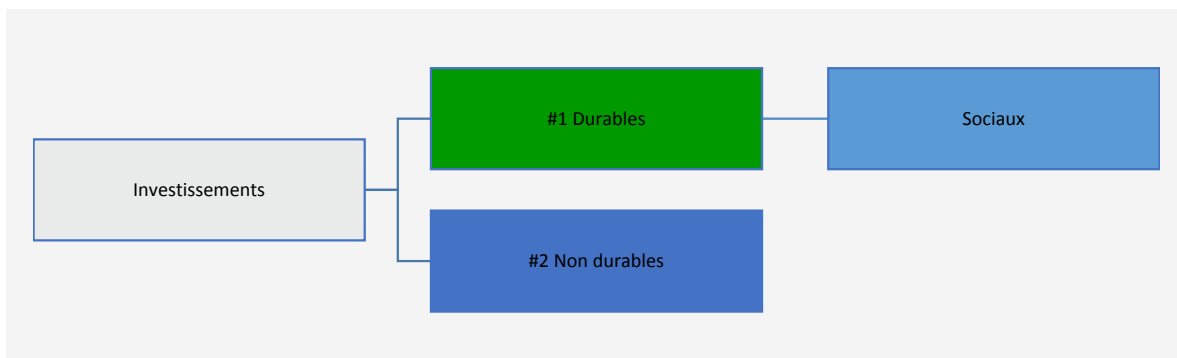 Investissements
#1 Durables
Sociaux
#2 Non durables